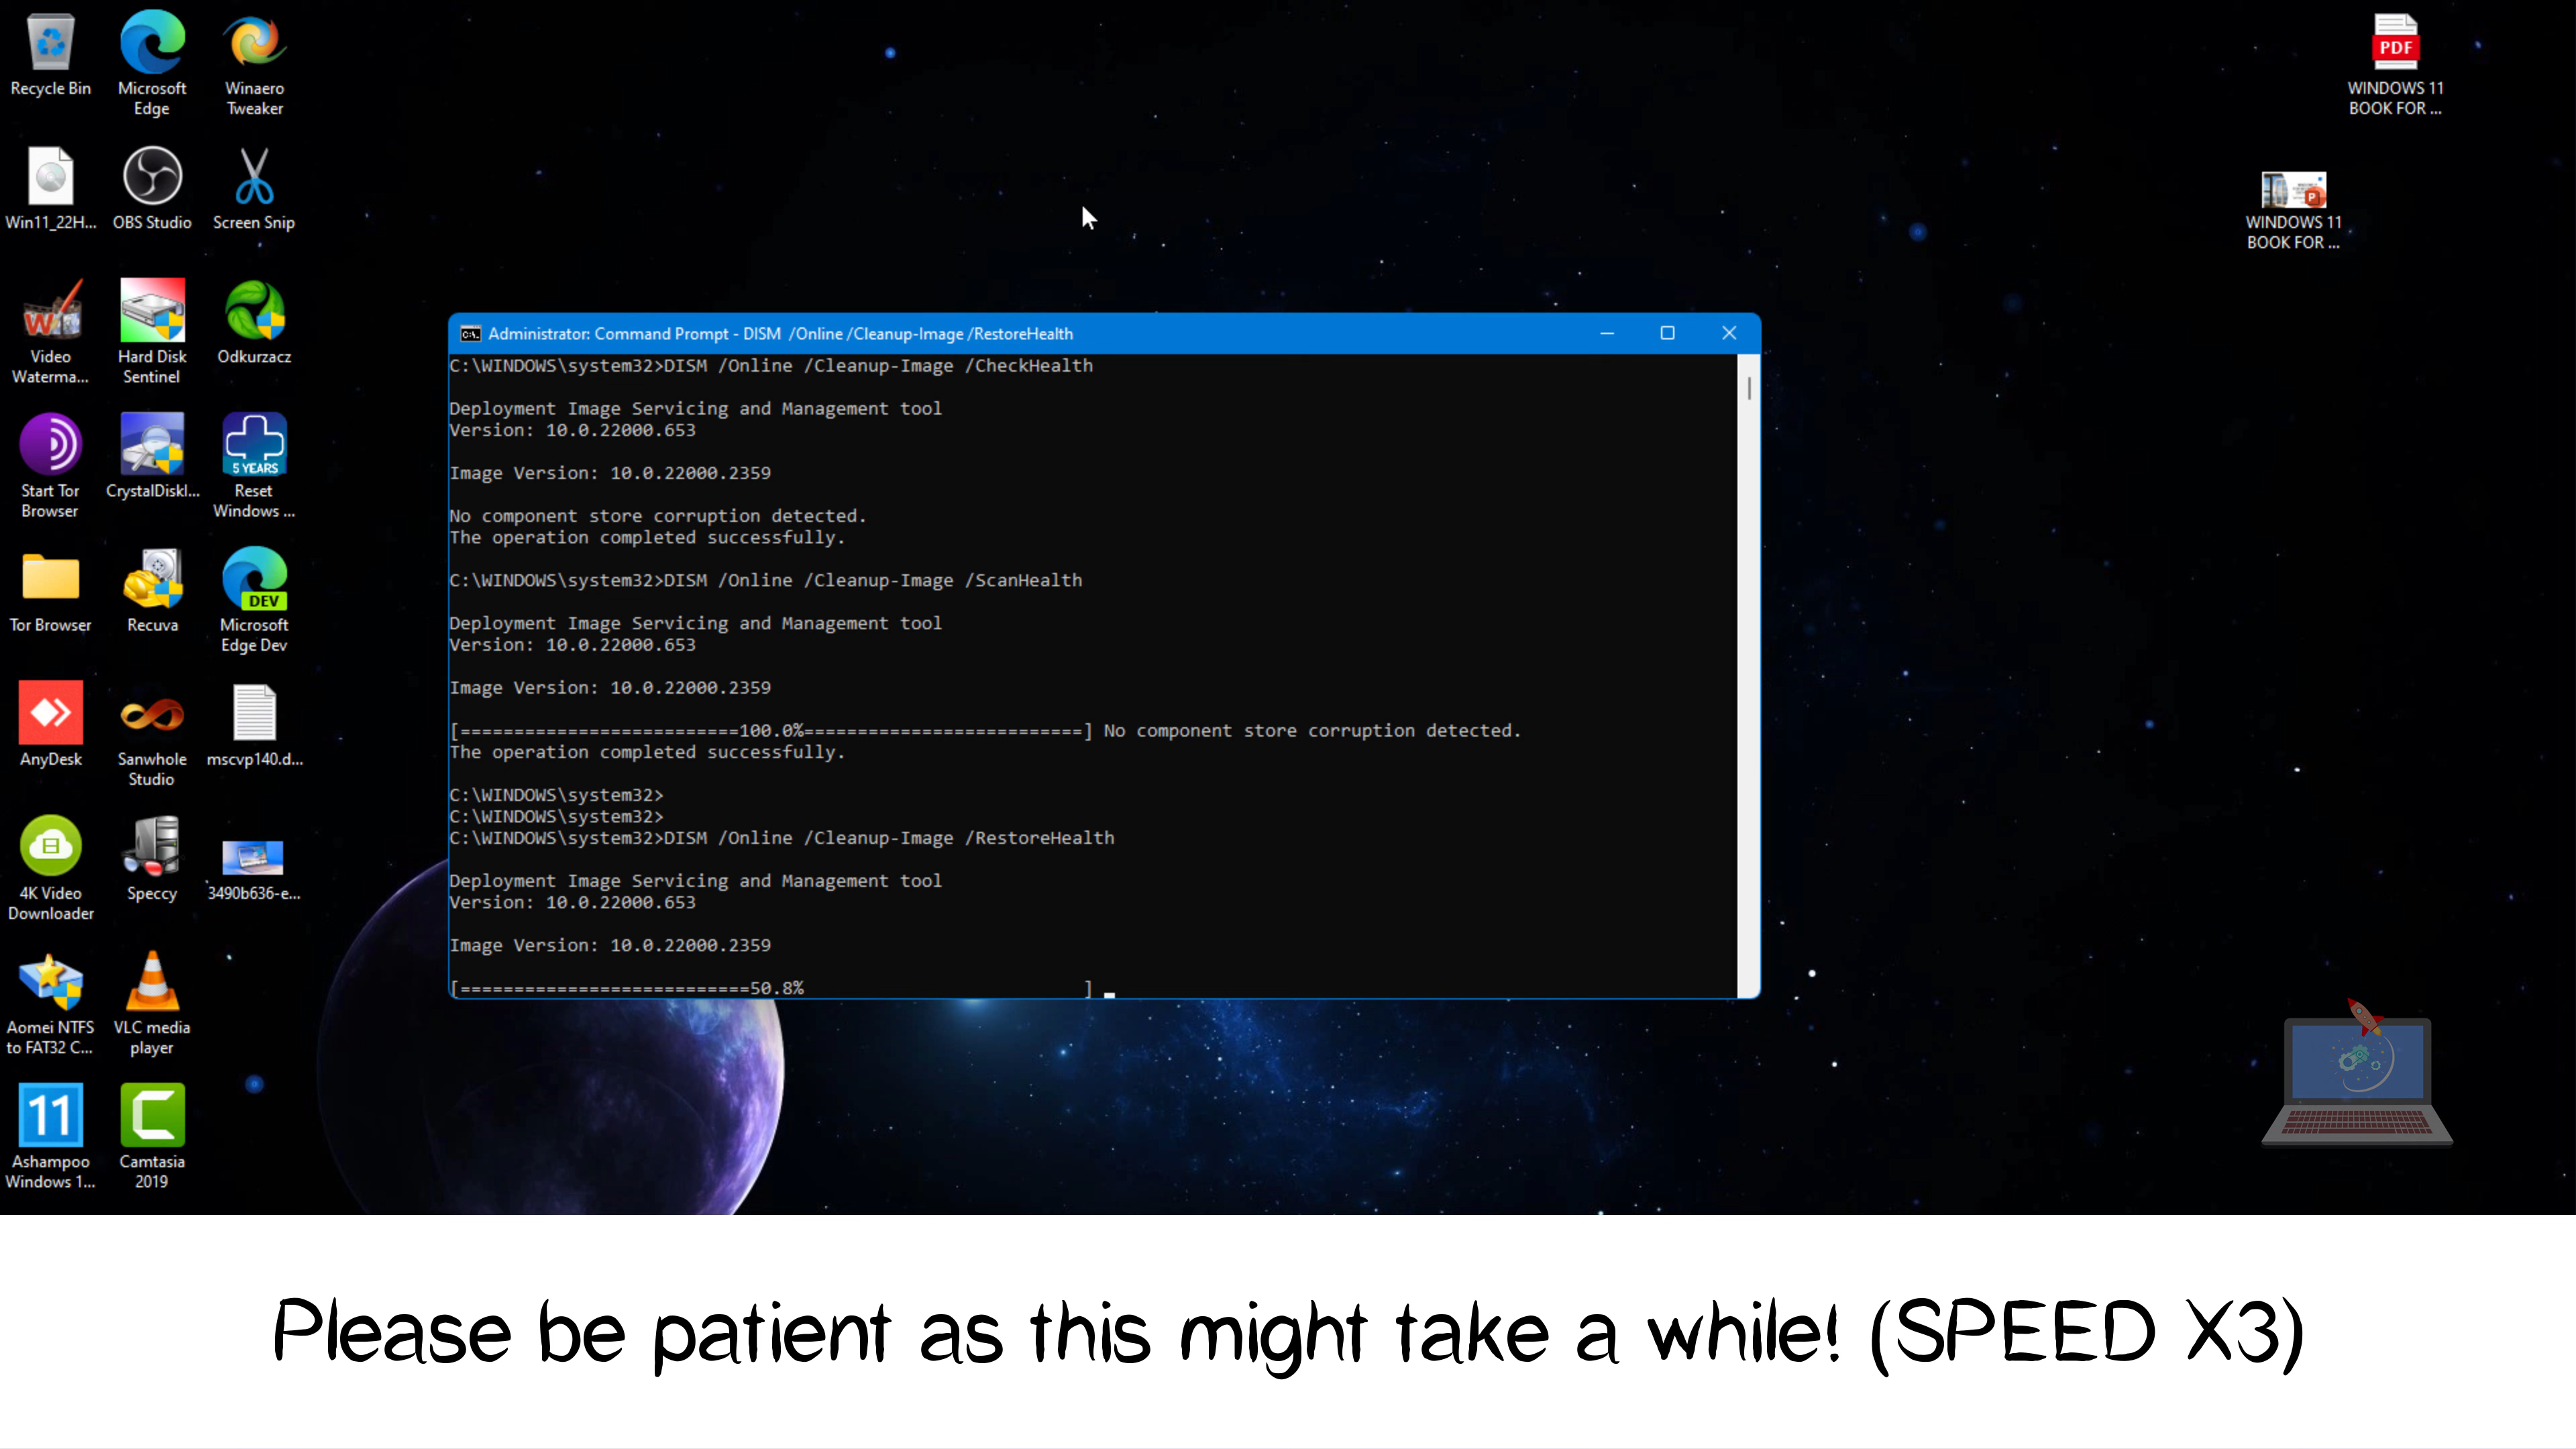 Recycle Bin
Microsoft
Edge
Winaero
Tweaker
Win11_22H...
OBS Studio
Screen Snip
Video
Waterma...
Hard Disk
Sentinel
Odkurzacz
Start Tor
Browser
CrystalDiskI...
5 YEARS
Reset
Windows ...
Tor Browser
Recuva
DEV
Microsoft
Edge Dev
AnyDesk
Sanwhole
Studio
mscvp140.d...
4K Video
Downloader
Speccy
3490b636-e...
Aomei NTFS
to FAT32 C...
VLC media
player
11
Ashampoo
Windows 1...
Camtasia
2019
PDF
WINDOWS 11
BOOK FOR ...
WINDOWS 11
BOOK FOR ...
Administrator: Command Prompt - DISM /Online /Cleanup-Image /RestoreHealth
C:\WINDOWS\system32>DISM /Online /Cleanup-Image /CheckHealth
Deployment Image Servicing and Management tool
Version: 10.0.22000.653
Image Version: 10.0.22000.2359
No component store corruption detected.
The operation completed successfully.
C:\WINDOWS\system32>DISM /Online /Cleanup-Image /ScanHealth
Deployment Image Servicing and Management tool
Version: 10.0.22000.653
Image Version: 10.0.22000.2359
[==========================100.0%==========================] No component store corruption detected.
The operation completed successfully.
C:\WINDOWS\system32>
C:\WINDOWS\system32>
C:\WINDOWS\system32>DISM /Online /Cleanup-Image /RestoreHealth
Deployment Image Servicing and Management tool
Version: 10.0.22000.653
Image Version: 10.0.22000.2359
[===========================50.8%                          ]
Please be patient as this might take a while! (SPEED X3)